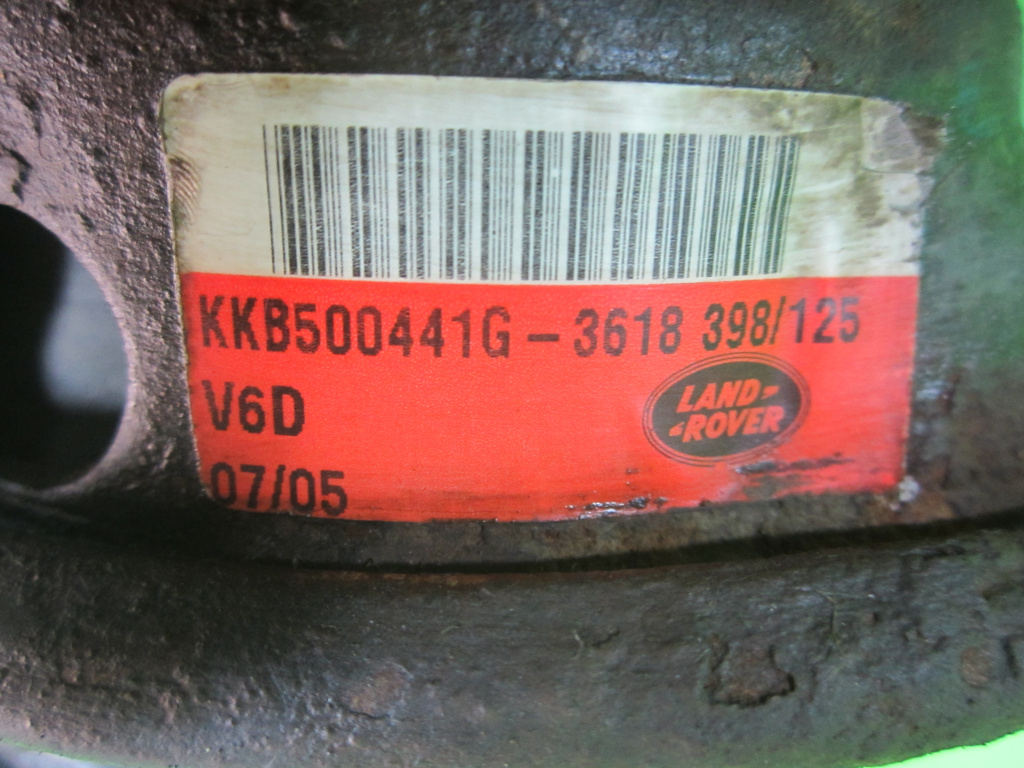 KKB500441G - 3618 398/125
V6D
LAND-
-ROVER
07/05